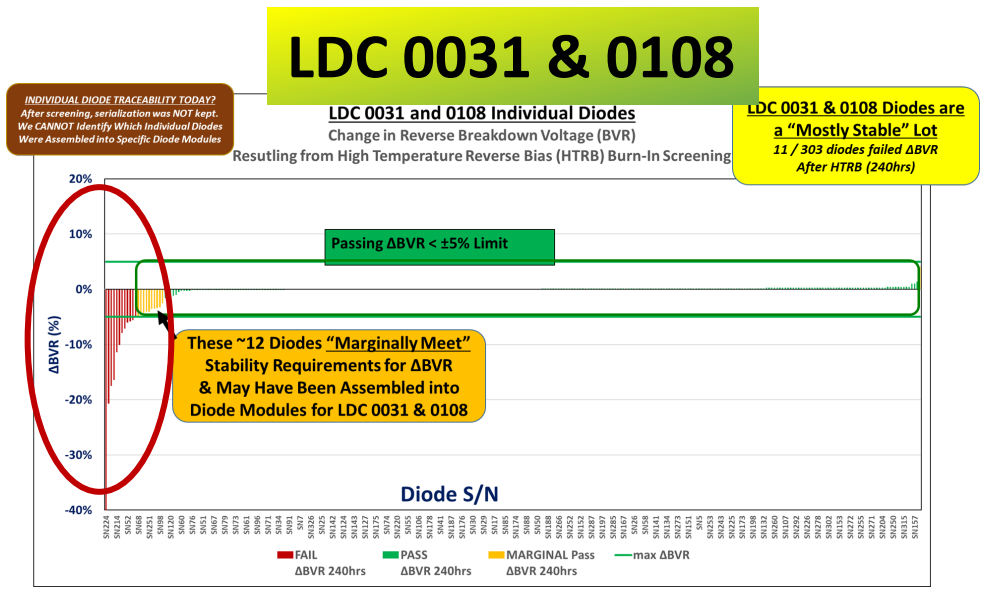 LDC 0031 & 0108
INDIVIDUAL DIODE TRACEABILITY TODAY?
After screening, serialization was NOT kept.
We CANNOT Identify Which Individual Diodes
Were Assembled into Specific Diode Modules
LDC 0031 and 0108 Individual Diodes
Change in Reverse Breakdown Voltage (BVR)
Resutling from High Temperature Reverse Bias (HTRB) Burn-In Screening
LDC 0031 & 0108 Diodes are
a “Mostly Stable” Lot
11 / 303 diodes failed ΔBVR
After HTRB (240hrs)
20%
10%
0%
-10%
-20%
-30%
-40%
ΔBVR (%)
Passing ΔBVR < ±5% Limit
These ~12 Diodes “Marginally Meet”
Stability Requirements for ΔBVR
& May Have Been Assembled into
Diode Modules for LDC 0031 & 0108
Diode S/N
SN224
SN214
SN52
SN68
SN251
SN98
SN120
SN60
SN76
SN51
SN67
SN79
SN73
SN61
SN96
SN71
SN34
SN91
SN7
SN326
SN25
SN142
SN124
SN143
SN127
SN175
SN74
SN220
SN55
SN106
SN178
SN41
SN187
SN176
SN30
SN29
SN17
SN85
SN174
SN88
SN50
SN266
SN252
SN152
SN287
SN197
SN285
SN167
SN26
SN58
SN141
SN134
SN273
SN151
SN5
SN253
SN243
SN225
SN173
SN198
SN132
SN260
SN107
SN292
SN226
SN278
SN302
SN153
SN272
SN255
SN271
SN204
SN250
SN315
SN157
FAIL
ΔBVR 240hrs
PASS
ΔBVR 240hrs
MARGINAL Pass
ΔBVR 240hrs
max ΔBVR